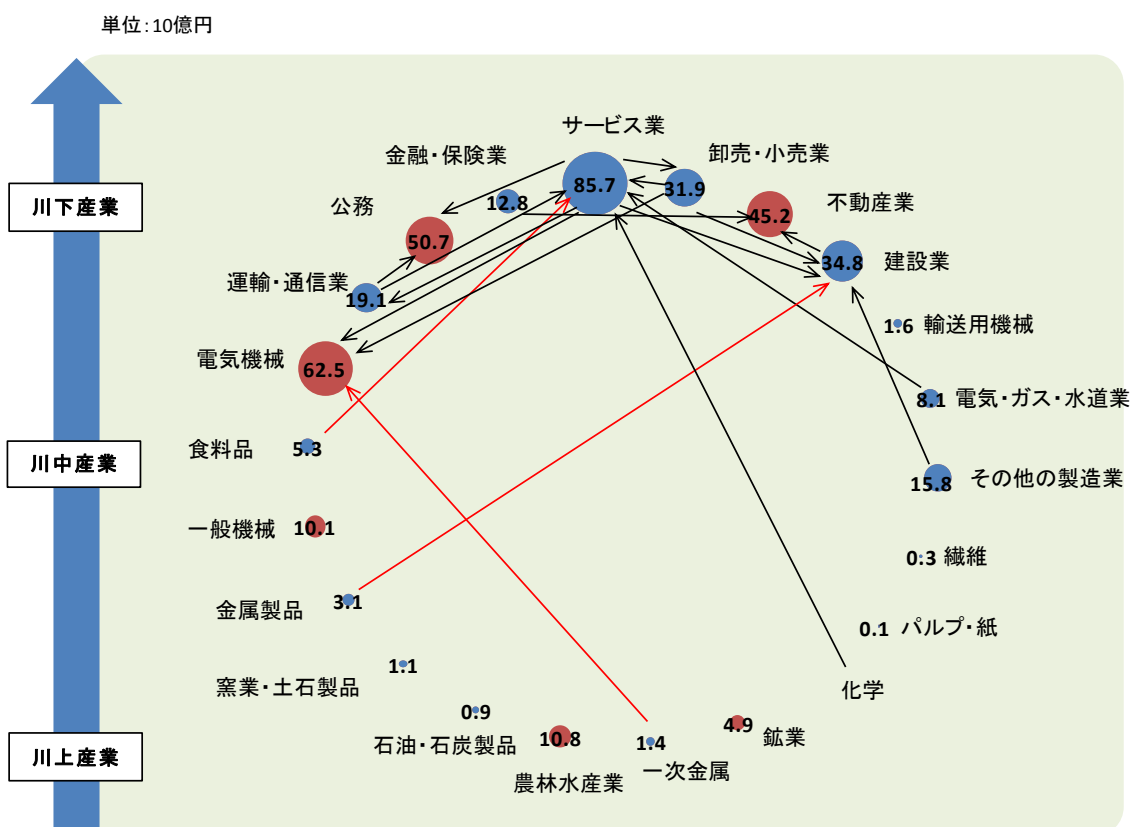 単位：10億円
サービス業
85.7
金融・保険業
12.8
卸売・小売業
31.9
公務
50.7
不動産業
45.2
川下産業
運輸・通信業
19.1
建設業
34.8
輸送用機械
1.6
電気機械
62.5
電気・ガス・水道業
8.1
食料品
5.3
川中産業
その他の製造業
15.8
一般機械
10.1
繊維
0.3
金属製品
3.1
パルプ・紙
0.1
窯業・土石製品
1.1
化学
石油・石炭製品
0.9
農林水産業
10.8
一次金属
1.4
鉱業
4.9
川上産業